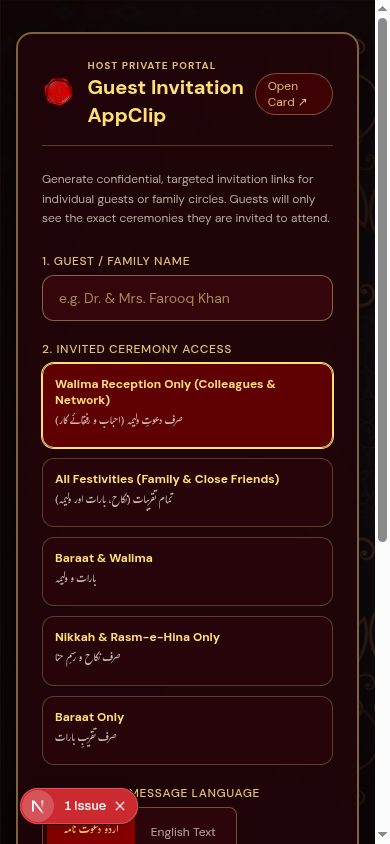 HOST PRIVATE PORTAL
Guest Invitation
AppClip
Open
Card ↗
Generate confidential, targeted invitation links for
individual guests or family circles. Guests will only
see the exact ceremonies they are invited to attend.
1. GUEST / FAMILY NAME
e.g. Dr. & Mrs. Farooq Khan
2. INVITED CEREMONY ACCESS
Walima Reception Only (Colleagues &
Network)
صرف دعوتِ ولیمہ (احباب و رفقائے کار)
All Festivities (Family & Close Friends)
تمام تقریبات (نکاح، بارات اور ولیمہ)
Baraat & Walima
بارات و ولیمہ
Nikkah & Rasm-e-Hina Only
صرف نکاح و رسمِ حنا
Baraat Only
صرف تقریبِ بارات
MESSAGE LANGUAGE
N 1 Issue ×
اردو دعوت نامہ
English Text